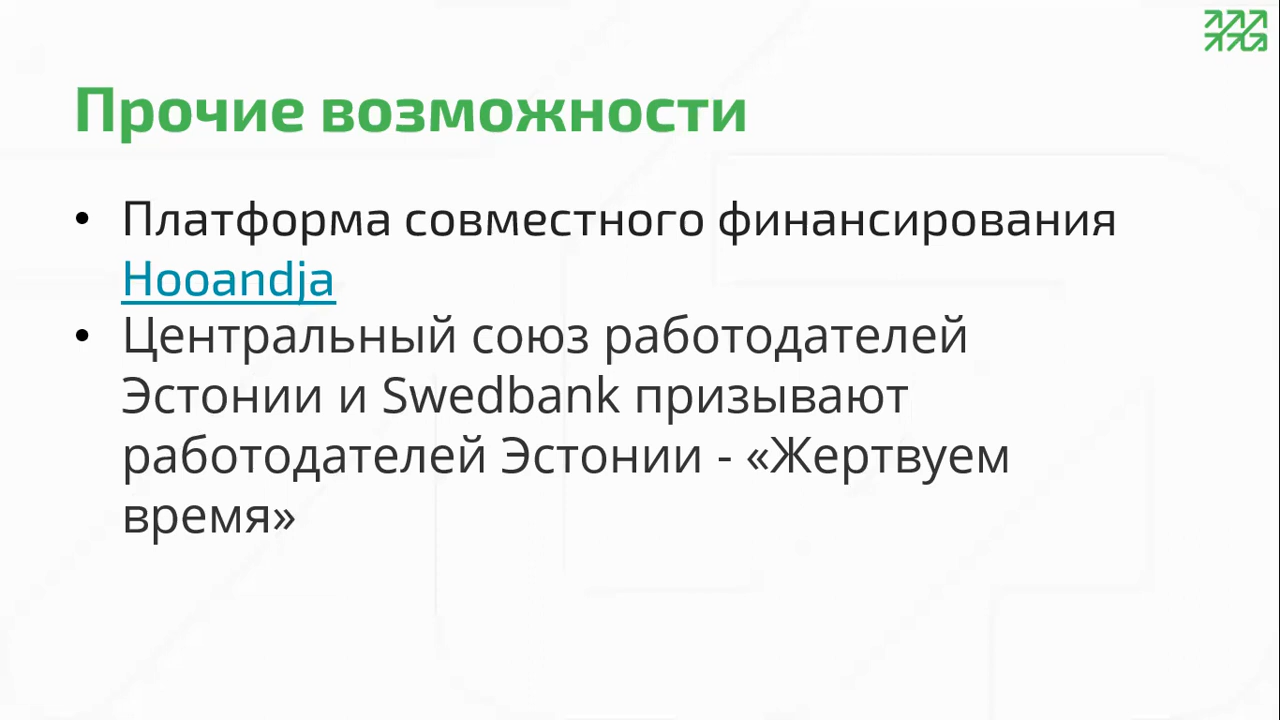 Прочие возможности
• Платформа совместного финансирования
Hooandja
• Центральный союз работодателей
Эстонии и Swedbank призывают
работодателей Эстонии - «Жертвуем
время»